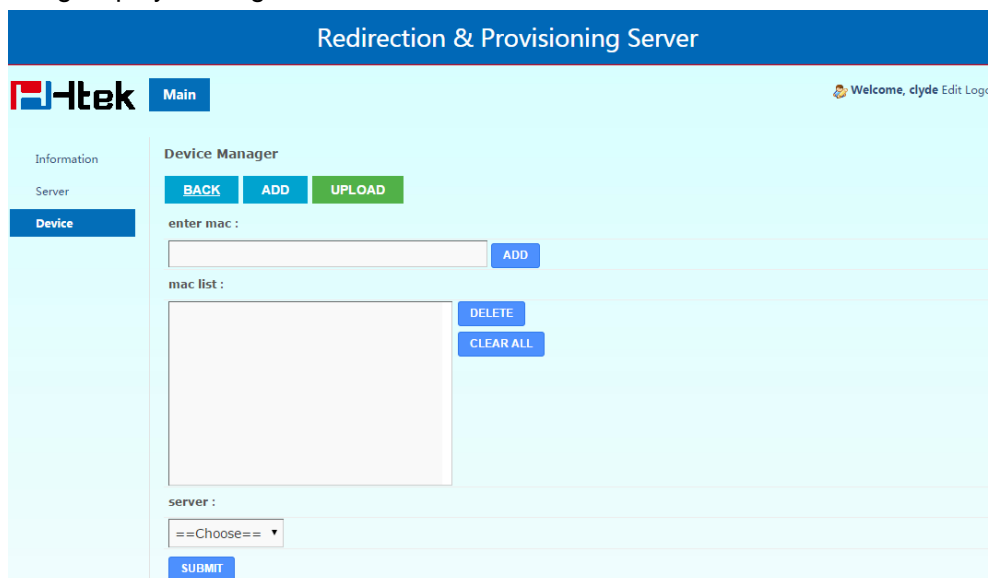 Redirection & Provisioning Server
Htek
Main
Welcome, clyde Edit
Information
Server
Device
Device Manager
BACK ADD UPLOAD
enter mac :
ADD
mac list :
DELETE
CLEAR ALL
server :
==Choose==
SUBMIT